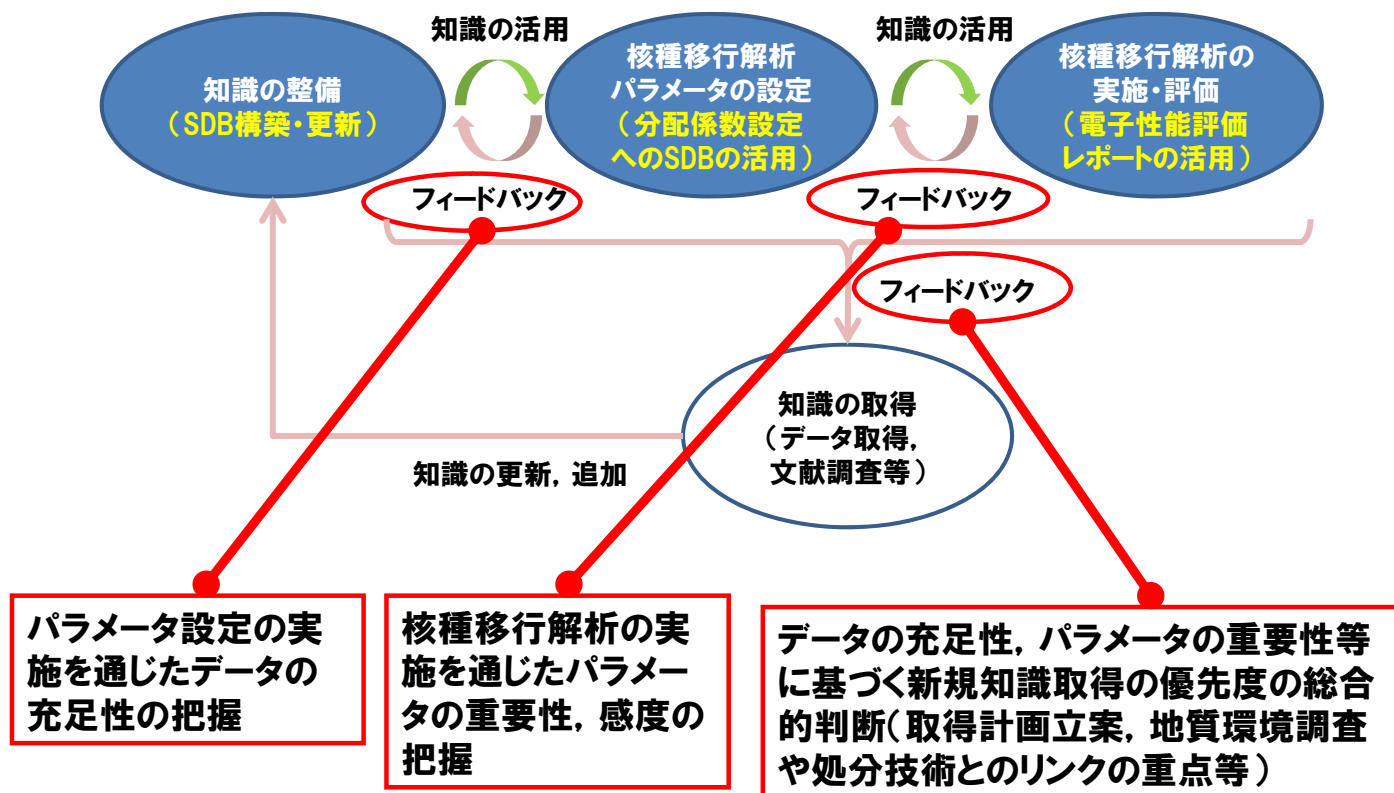 知識の活用
知識の活用
知識の整備
（SDB構築・更新）
核種移行解析
パラメータの設定
（分配係数設定
へのSDBの活用）
核種移行解析の
実施・評価
（電子性能評価
レポートの活用）
フィードバック
フィードバック
フィードバック
知識の取得
（データ取得，
文献調査等）
知識の更新，追加
パラメータ設定の実
施を通じたデータの
充足性の把握
核種移行解析の実
施を通じたパラメー
タの重要性，感度の
把握
データの充足性，パラメータの重要性等
に基づく新規知識取得の優先度の総合
的判断（取得計画立案，地質環境調査
や処分技術とのリンクの重点等）